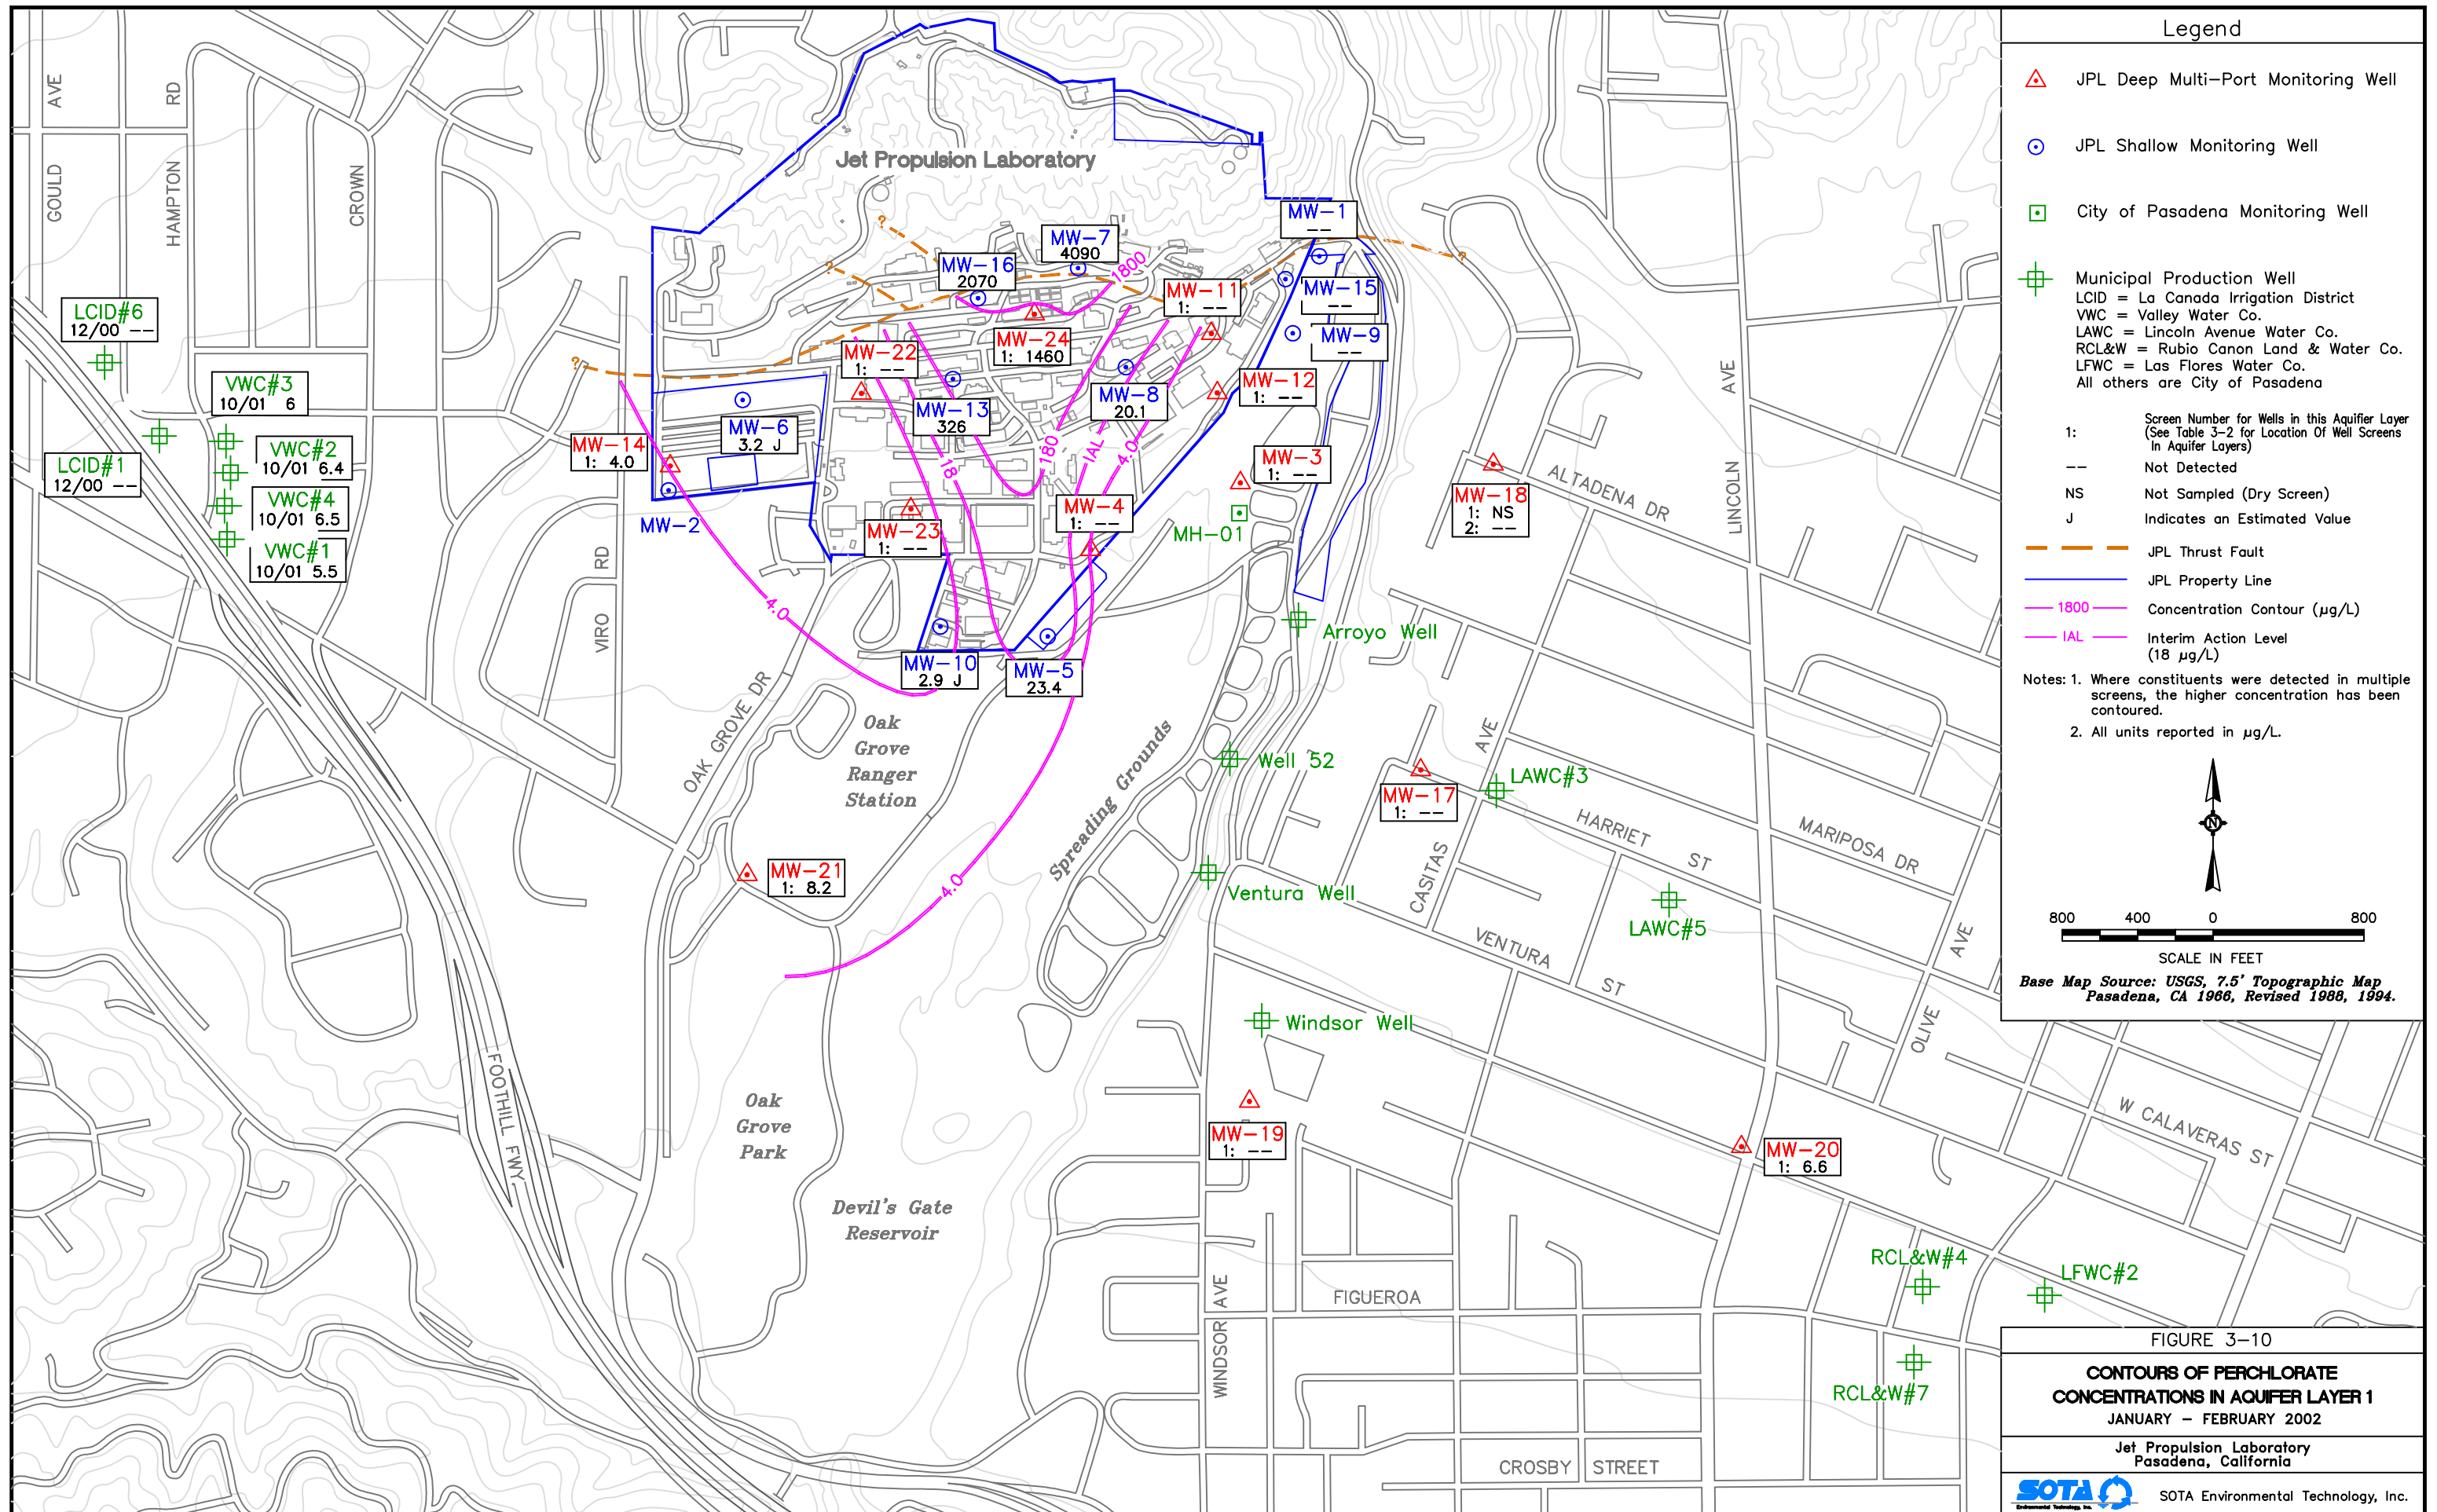 Legend
JPL Deep Multi-Port Monitoring Well
JPL Shallow Monitoring Well
City of Pasadena Monitoring Well
Municipal Production Well
LCID = La Canada Irrigation District
VWC = Valley Water Co.
LAWC = Lincoln Avenue Water Co.
RCL&W = Rubio Canon Land & Water Co.
LFWC = Las Flores Water Co.
All others are City of Pasadena
1: Screen Number for Wells in this Aquifier Layer
(See Table 3-2 for Location Of Well Screens
In Aquifer Layers)
-- Not Detected
NS Not Sampled (Dry Screen)
J Indicates an Estimated Value
JPL Thrust Fault
JPL Property Line
1800 Concentration Contour (µg/L)
IAL Interim Action Level
(18 µg/L)
Notes: 1. Where constituents were detected in multiple
screens, the higher concentration has been
contoured.
2. All units reported in µg/L.
N
800 400 0 800
SCALE IN FEET
Base Map Source: USGS, 7.5' Topographic Map
Pasadena, CA 1966, Revised 1988, 1994.
GOULD AVE
HAMPTON RD
CROWN
Jet Propulsion Laboratory
MW-1
--
MW-7
4090
MW-16
2070
1800
MW-11
1: --
MW-15
--
MW-9
--
MW-24
1: 1460
MW-22
1: --
MW-12
1: --
MW-8
20.1
MW-13
326
MW-6
3.2 J
MW-14
1: 4.0
MW-3
1: --
180
IAL
4.0
18
MW-4
1: --
MW-23
1: --
MW-2
MH-01
MW-18
1: NS
2: --
LCID#6
12/00 --
VWC#3
10/01 6
VWC#2
10/01 6.4
LCID#1
12/00 --
VWC#4
10/01 6.5
VWC#1
10/01 5.5
VIRO RD
4.0
MW-10
2.9 J
MW-5
23.4
Arroyo Well
ALTADENA DR
LINCOLN AVE
OAK GROVE DR
Oak
Grove
Ranger
Station
Spreading Grounds
Well 52
MW-17
1: --
LAWC#3
CASITAS AVE
HARRIET ST
MARIPOSA DR
MW-21
1: 8.2
4.0
Ventura Well
LAWC#5
VENTURA ST
OLIVE AVE
Windsor Well
FOOTHILL FWY
Oak
Grove
Park
MW-19
1: --
MW-20
1: 6.6
W CALAVERAS ST
Devil's Gate
Reservoir
RCL&W#4
LFWC#2
WINDSOR AVE
FIGUEROA
RCL&W#7
CROSBY STREET
?
?
?
?
FIGURE 3-10
CONTOURS OF PERCHLORATE
CONCENTRATIONS IN AQUIFER LAYER 1
JANUARY - FEBRUARY 2002
Jet Propulsion Laboratory
Pasadena, California
SOTA
Environmental Technology, Inc.
SOTA Environmental Technology, Inc.